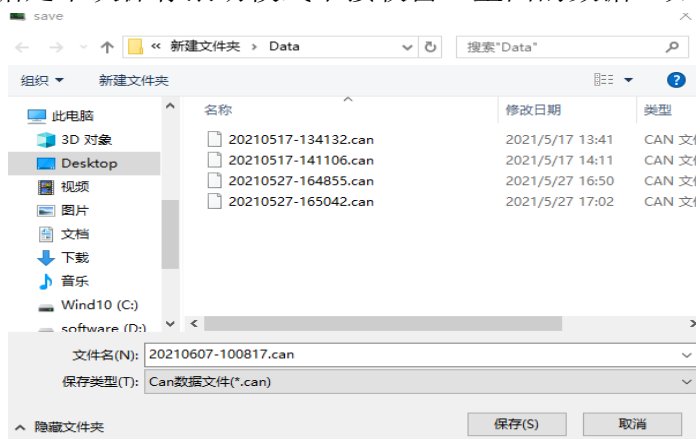 save
« 新建文件夹 › Data
搜索"Data"
组织
新建文件夹
?
名称
修改日期
类型
此电脑
3D 对象
Desktop
视频
图片
文档
下载
音乐
Wind10 (C:)
software (D:)
20210517-134132.can 2021/5/17 13:41 CAN 文
20210517-141106.can 2021/5/17 14:11 CAN 文
20210527-164855.can 2021/5/27 16:50 CAN 文
20210527-165042.can 2021/5/27 17:02 CAN 文
文件名(N): 20210607-100817.can
保存类型(T): Can数据文件(*.can)
隐藏文件夹
保存(S)
取消